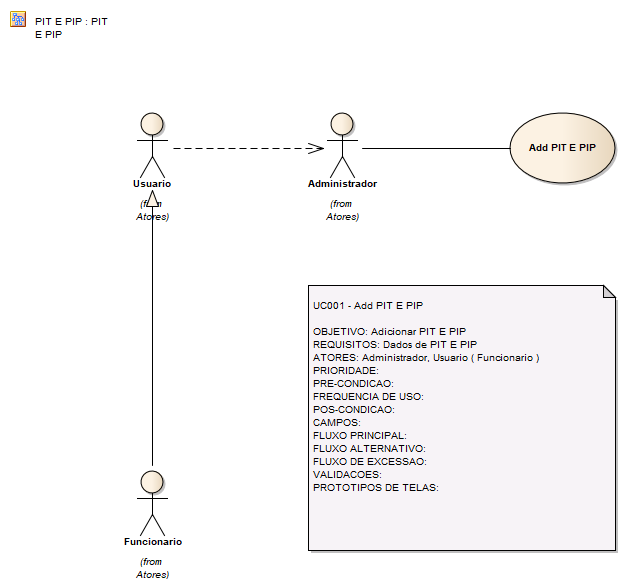 PIT E PIP : PIT
E PIP
Usuario
(from
Atores)
Administrador
(from
Atores)
Add PIT E PIP
UC001 - Add PIT E PIP
OBJETIVO: Adicionar PIT E PIP
REQUISITOS: Dados de PIT E PIP
ATORES: Administrador, Usuario ( Funcionario )
PRIORIDADE:
PRE-CONDICAO:
FREQUENCIA DE USO:
POS-CONDICAO:
CAMPOS:
FLUXO PRINCIPAL:
FLUXO ALTERNATIVO:
FLUXO DE EXCESSAO:
VALIDACOES:
PROTOTIPOS DE TELAS:
Funcionario
(from
Atores)